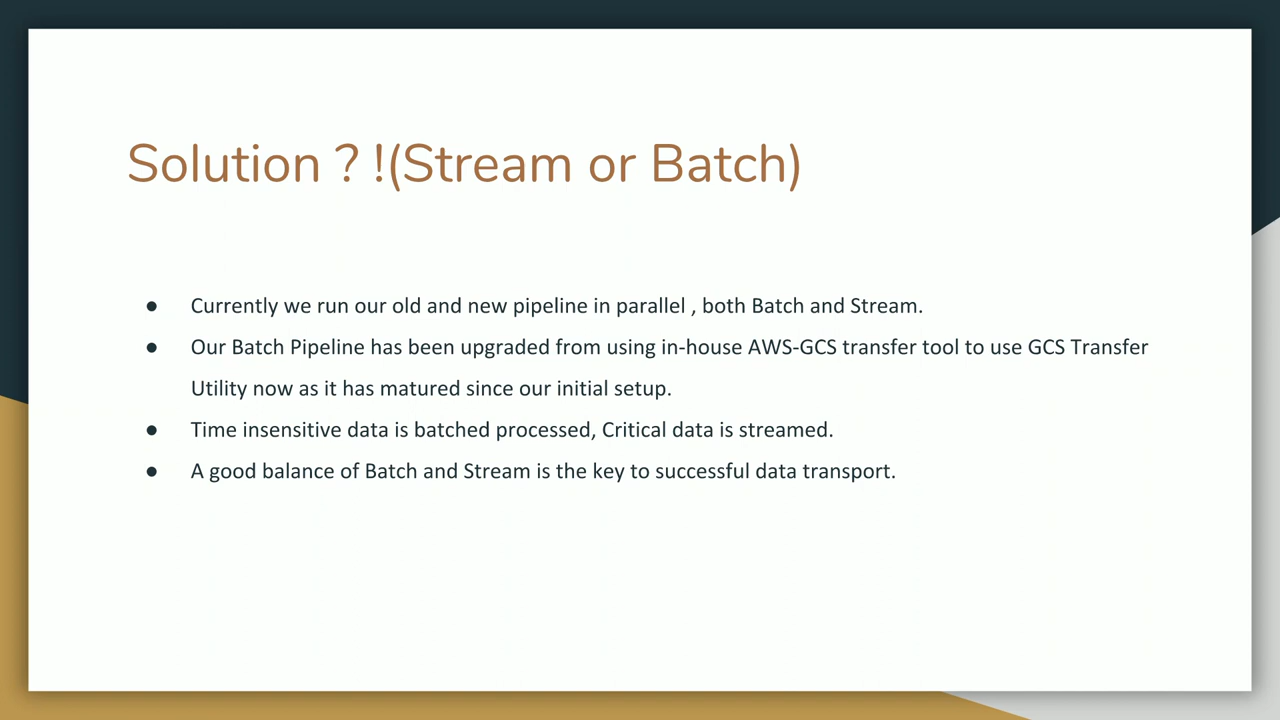 Solution ? !(Stream or Batch)
● Currently we run our old and new pipeline in parallel , both Batch and Stream.
● Our Batch Pipeline has been upgraded from using in-house AWS-GCS transfer tool to use GCS Transfer
Utility now as it has matured since our initial setup.
● Time insensitive data is batched processed, Critical data is streamed.
● A good balance of Batch and Stream is the key to successful data transport.